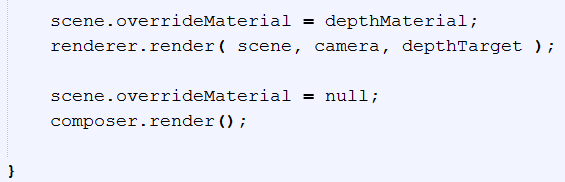 scene.overrideMaterial = depthMaterial;
renderer.render( scene, camera, depthTarget );
scene.overrideMaterial = null;
composer.render();
}